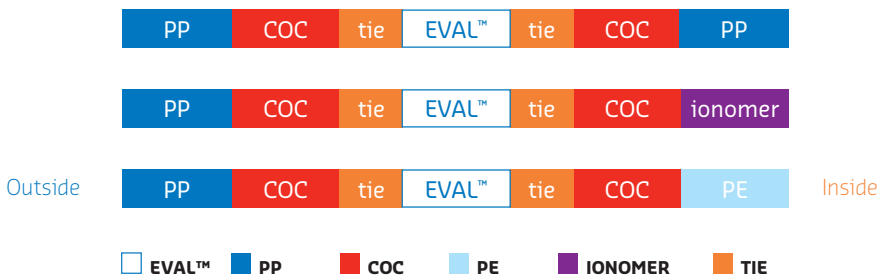 PP COC tie EVAL™ tie COC PP
PP COC tie EVAL™ tie COC ionomer
Outside PP COC tie EVAL™ tie COC PE Inside
EVAL™ PP COC PE IONOMER TIE